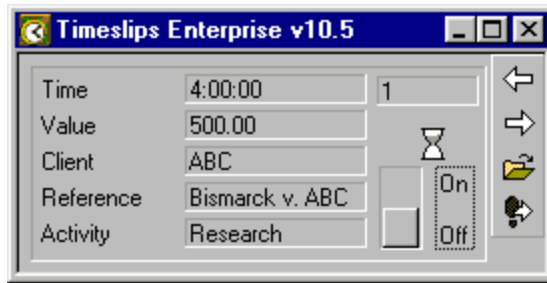 Timeslips Enterprise v10.5
Time 4:00:00 1
Value 500.00
Client ABC
Reference Bismarck v. ABC
On
Activity Research
Off